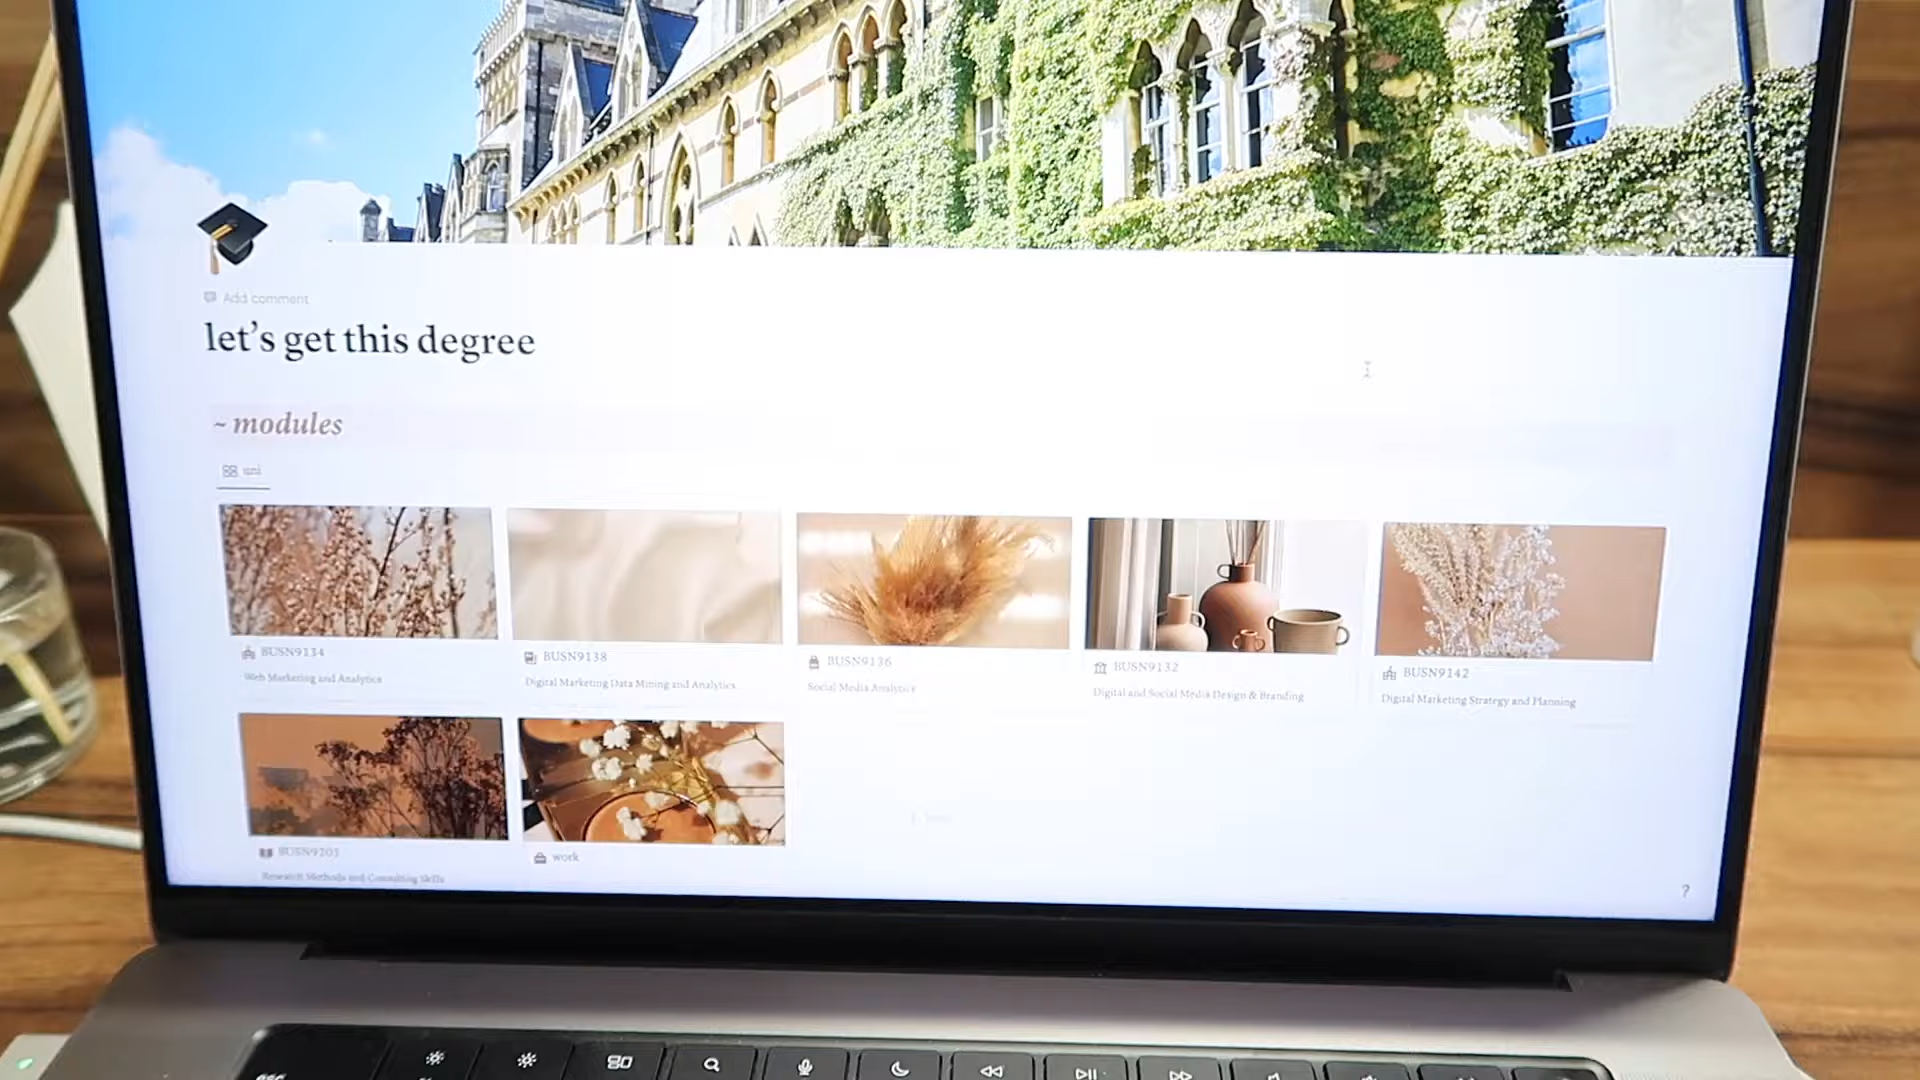 Add comment
let's get this degree
~ modules
uni
BUSN9134
Web Marketing and Analytics
BUSN9138
Digital Marketing Data Mining and Analytics
BUSN9136
Social Media Analytics
BUSN9132
Digital and Social Media Design & Branding
BUSN9142
Digital Marketing Strategy and Planning
Research Methods and Consulting Skills
work
?
esc